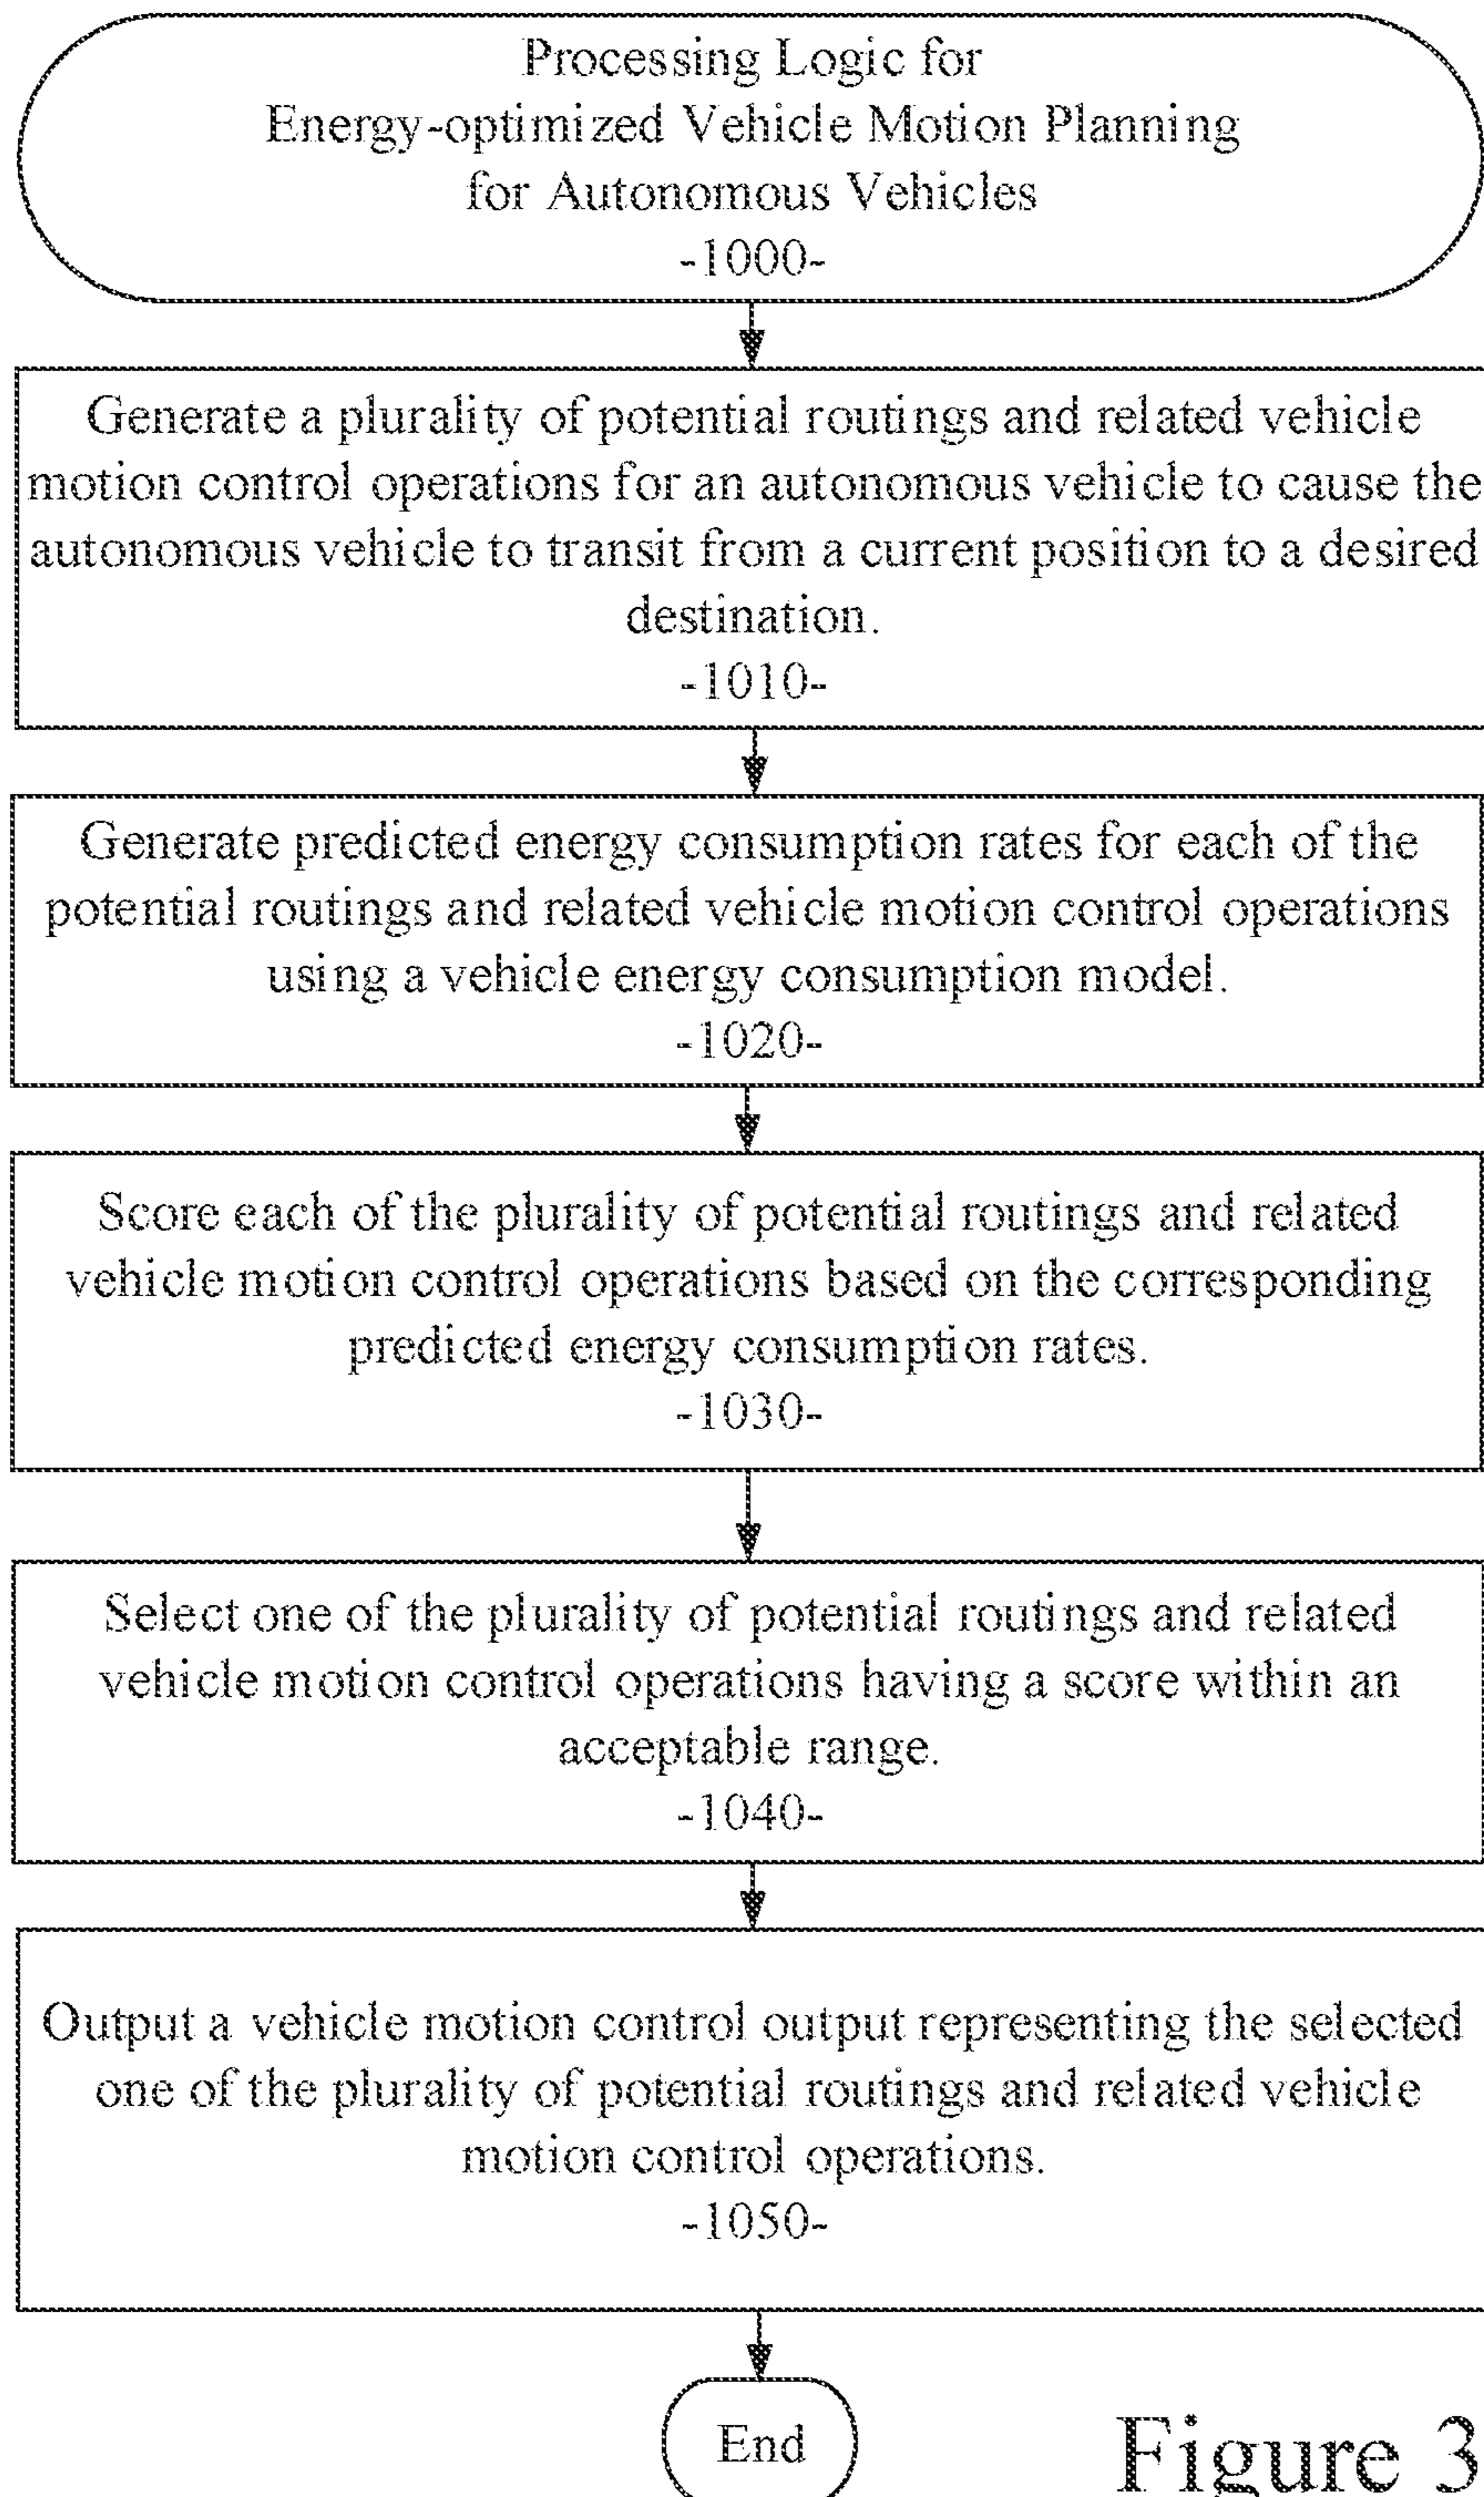 Processing Logic for
Energy-optimized Vehicle Motion Planning
for Autonomous Vehicles
-1000-
Generate a plurality of potential routings and related vehicle
motion control operations for an autonomous vehicle to cause the
autonomous vehicle to transit from a current position to a desired
destination.
-1010-
Generate predicted energy consumption rates for each of the
potential routings and related vehicle motion control operations
using a vehicle energy consumption model.
-1020-
Score each of the plurality of potential routings and related
vehicle motion control operations based on the corresponding
predicted energy consumption rates.
-1030-
Select one of the plurality of potential routings and related
vehicle motion control operations having a score within an
acceptable range.
-1040-
Output a vehicle motion control output representing the selected
one of the plurality of potential routings and related vehicle
motion control operations.
-1050-
End
Figure 3